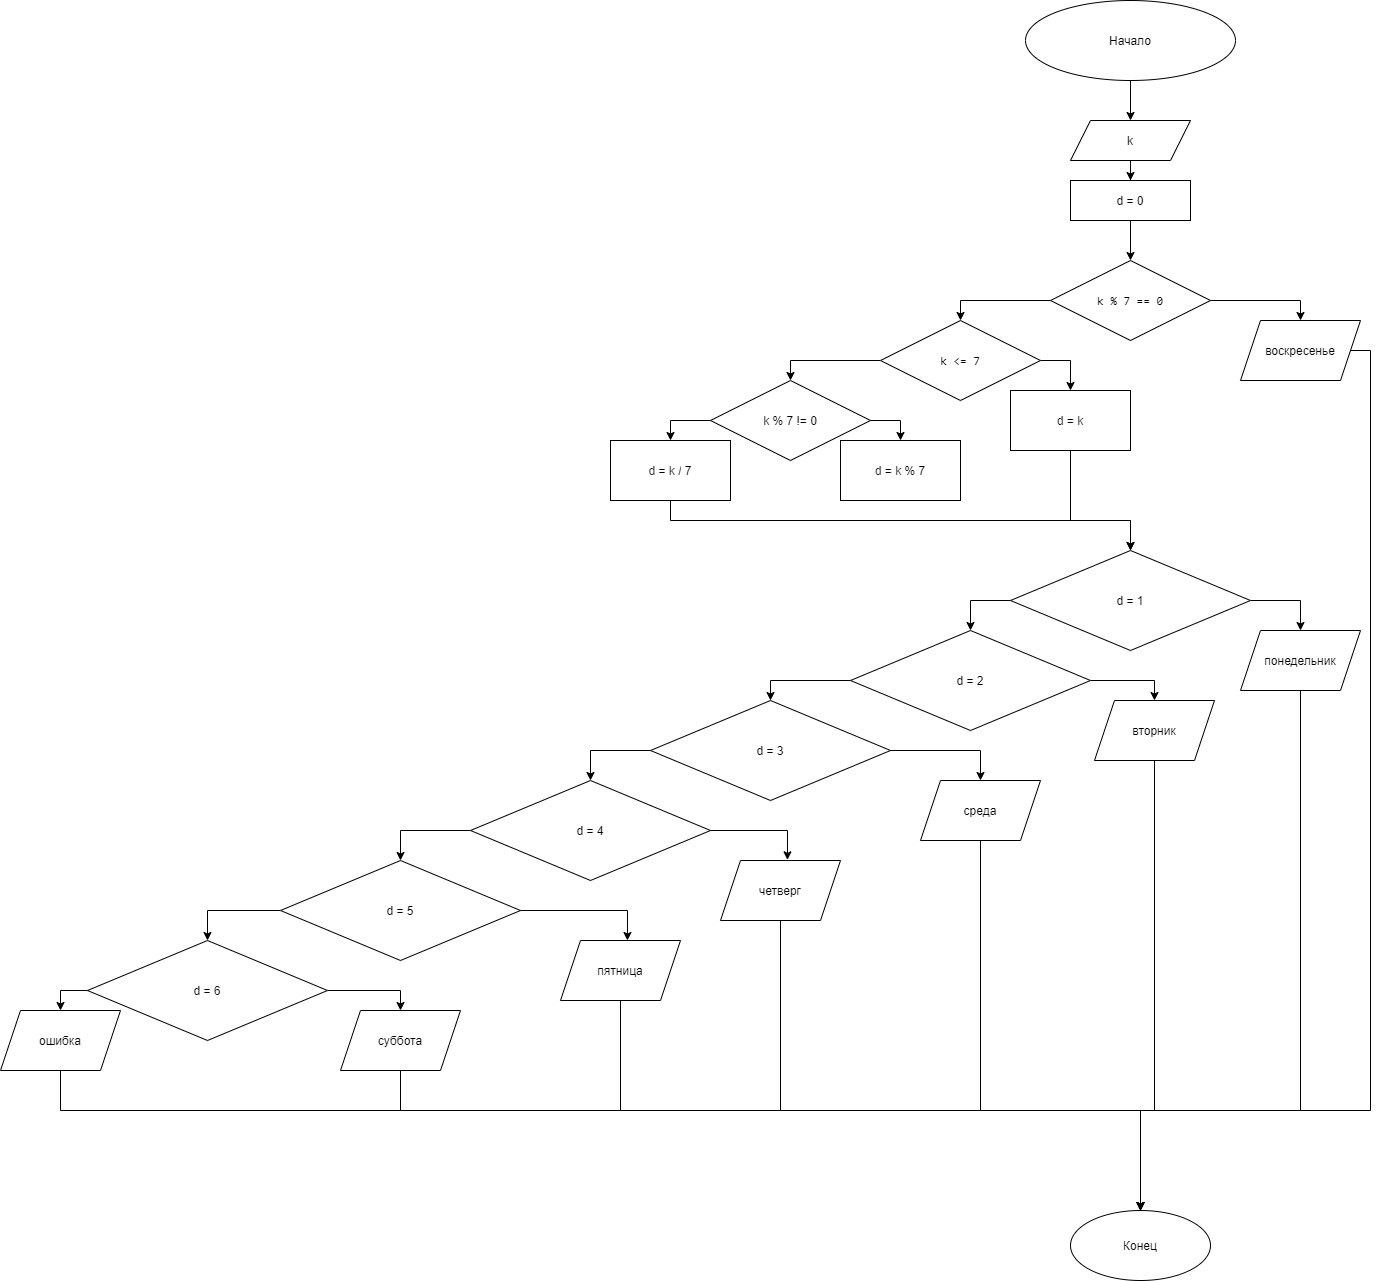 Начало
k
d = 0
k % 7 == 0
воскресенье
k <= 7
d = k
k % 7 != 0
d = k / 7
d = k % 7
d = 1
понедельник
d = 2
вторник
d = 3
среда
d = 4
четверг
d = 5
пятница
d = 6
ошибка
суббота
Конец